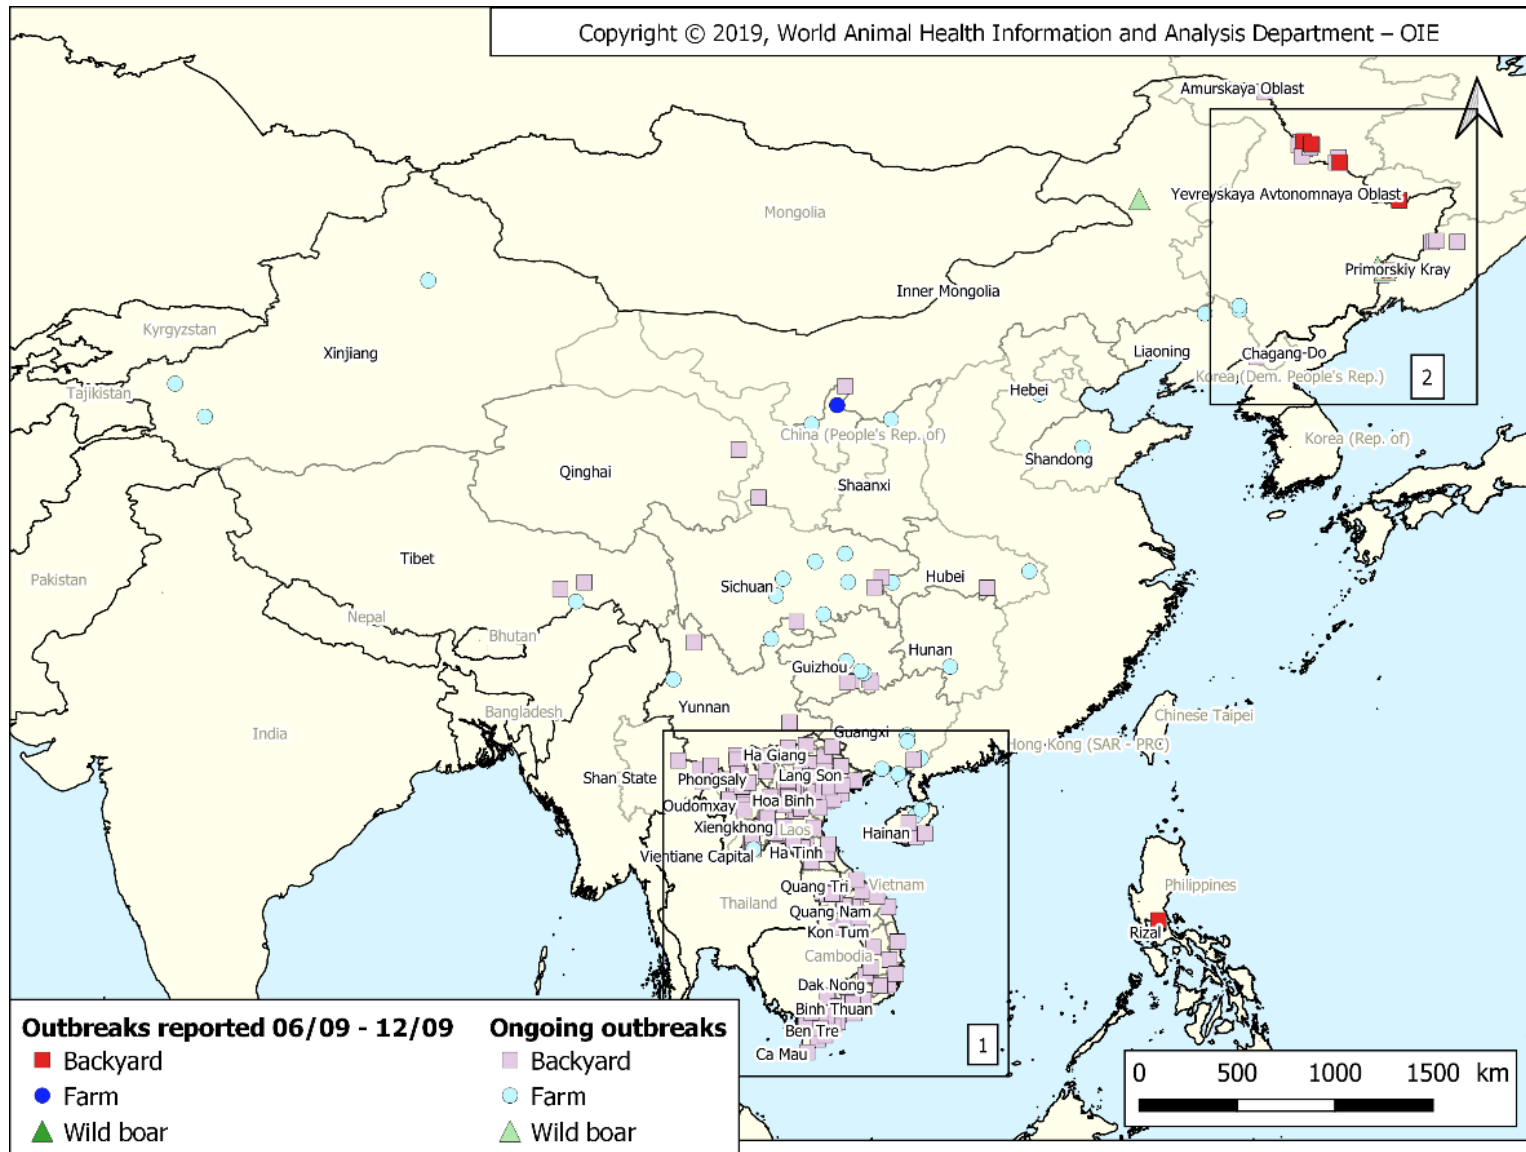 Copyright © 2019, World Animal Health Information and Analysis Department – OIE
Amurskaya Oblast
Yevreyskaya Avtonomnaya Oblast
Mongolia
Primorskiy Kray
Inner Mongolia
Kyrgyzstan
Xinjiang
Liaoning
Chagang-Do
Korea (Dem. People's Rep.)
2
Tajikistan
Hebei
China (People's Rep. of)
Korea (Rep. of)
Shandong
Qinghai
Shaanxi
Tibet
Pakistan
Sichuan
Hubei
Nepal
Bhutan
Hunan
Guizhou
Yunnan
Bangladesh
Chinese Taipei
India
Guangxi
Hong Kong (SAR - PRC)
Ha Giang
Shan State
Phongsaly
Lang Son
Oudomxay
Hoa Binh
Xiengkhong
Laos
Hainan
Vientiane Capital
Ha Tinh
Quang Tri
Vietnam
Philippines
Thailand
Quang Nam
Kon Tum
Rizal
Cambodia
Dak Nong
Binh Thuan
Ben Tre
Ca Mau
1
Outbreaks reported 06/09 - 12/09
Backyard
Farm
Wild boar
Ongoing outbreaks
Backyard
Farm
Wild boar
0 500 1000 1500 km